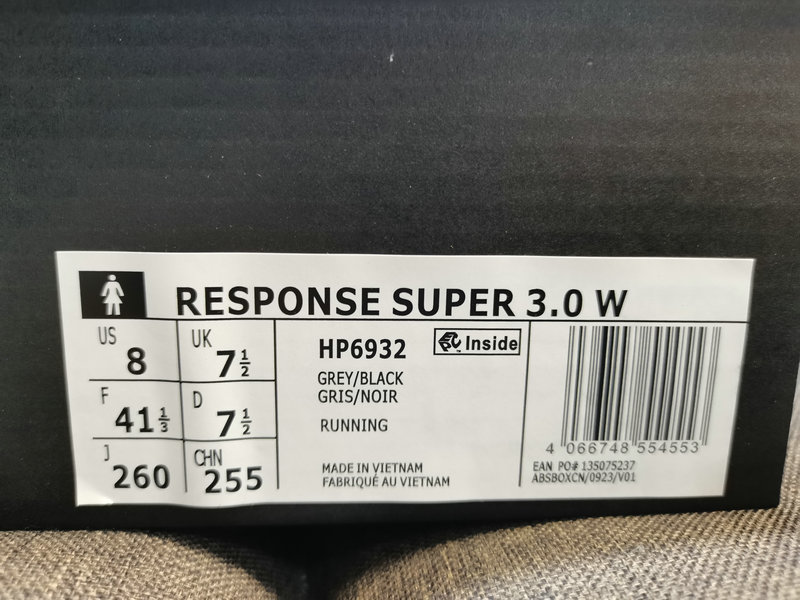 RESPONSE SUPER 3.0 W
US 8
UK 7 1/2
F 41 1/3
D 7 1/2
J 260
CHN 255
HP6932
Inside
GREY/BLACK
GRIS/NOIR
RUNNING
MADE IN VIETNAM
FABRIQUÉ AU VIETNAM
4 066748 554553
EAN PO# 135075237
ABSBOXCN/0923/V01